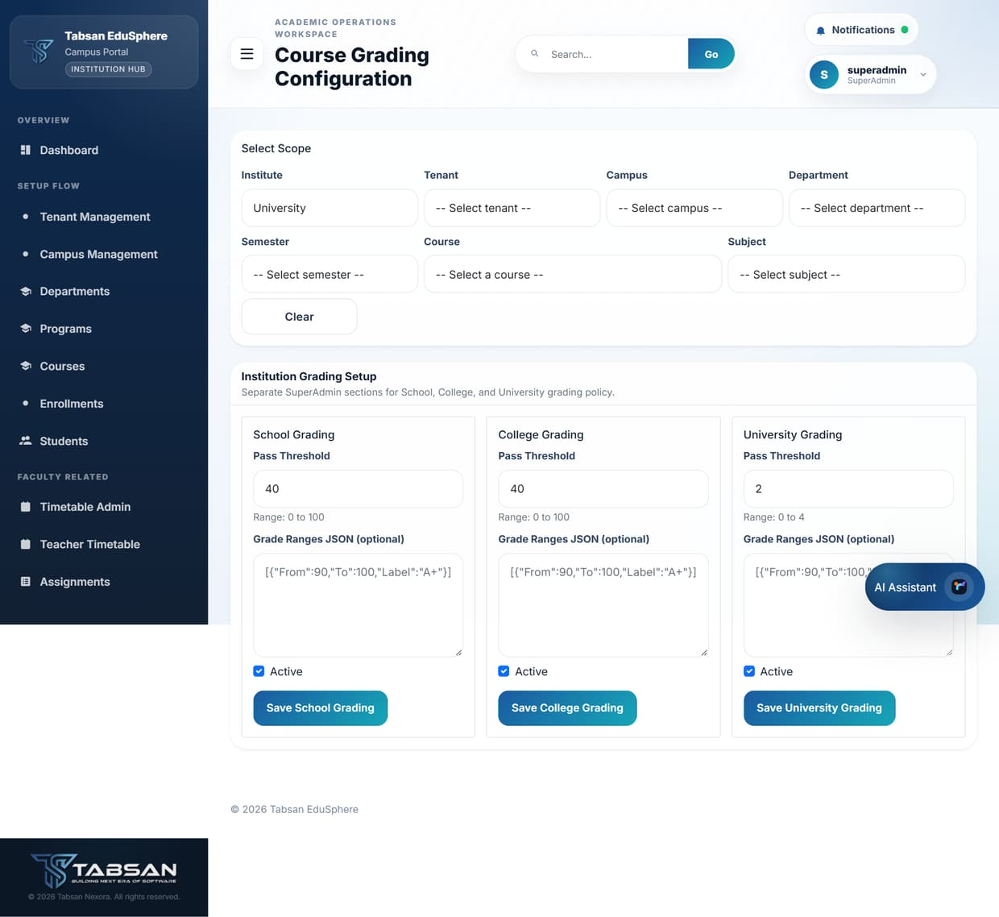 Tabsan EduSphere
Campus Portal
INSTITUTION HUB
OVERVIEW
Dashboard
SETUP FLOW
Tenant Management
Campus Management
Departments
Programs
Courses
Enrollments
Students
FACULTY RELATED
Timetable Admin
Teacher Timetable
Assignments
ACADEMIC OPERATIONS
WORKSPACE
Course Grading
Configuration
Search...
Go
Notifications
S
superadmin
SuperAdmin
Select Scope
Institute
Tenant
Campus
Department
University
-- Select tenant --
-- Select campus --
-- Select department --
Semester
Course
Subject
-- Select semester --
-- Select a course --
-- Select subject --
Clear
Institution Grading Setup
Separate SuperAdmin sections for School, College, and University grading policy.
School Grading
Pass Threshold
40
Range: 0 to 100
Grade Ranges JSON (optional)
[{"From":90,"To":100,"Label":"A+"}]
Active
Save School Grading
College Grading
Pass Threshold
40
Range: 0 to 100
Grade Ranges JSON (optional)
[{"From":90,"To":100,"Label":"A+"}]
Active
Save College Grading
University Grading
Pass Threshold
2
Range: 0 to 4
Grade Ranges JSON (optional)
[{"From":90,"To":100,"
AI Assistant
Active
Save University Grading
© 2026 Tabsan EduSphere
TABSAN
BUILDING NEXT ERA OF SOFTWARE
© 2026 Tabsan Nexora. All rights reserved.